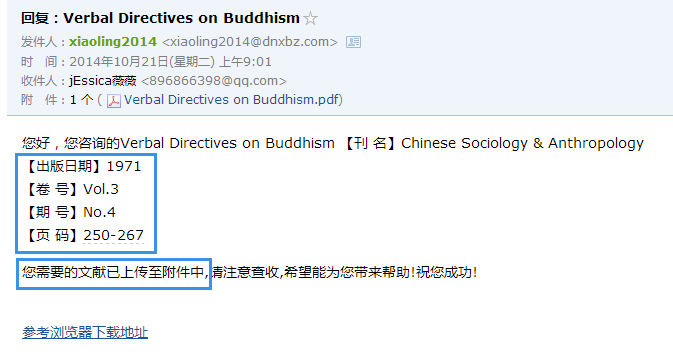 回复：Verbal Directives on Buddhism☆
发件人：xiaoling2014 <xiaoling2014@dnxbz.com>
时　间：2014年10月21日(星期二) 上午9:01
收件人：jEssica薇薇 <896866398@qq.com>
附　件：1 个 ( Verbal Directives on Buddhism.pdf)
您好，您咨询的Verbal Directives on Buddhism 【刊 名】Chinese Sociology & Anthropology
【出版日期】1971
【卷 号】Vol.3
【期 号】No.4
【页 码】250-267
您需要的文献已上传至附件中,请注意查收,希望能为您带来帮助!祝您成功!
参考浏览器下载地址